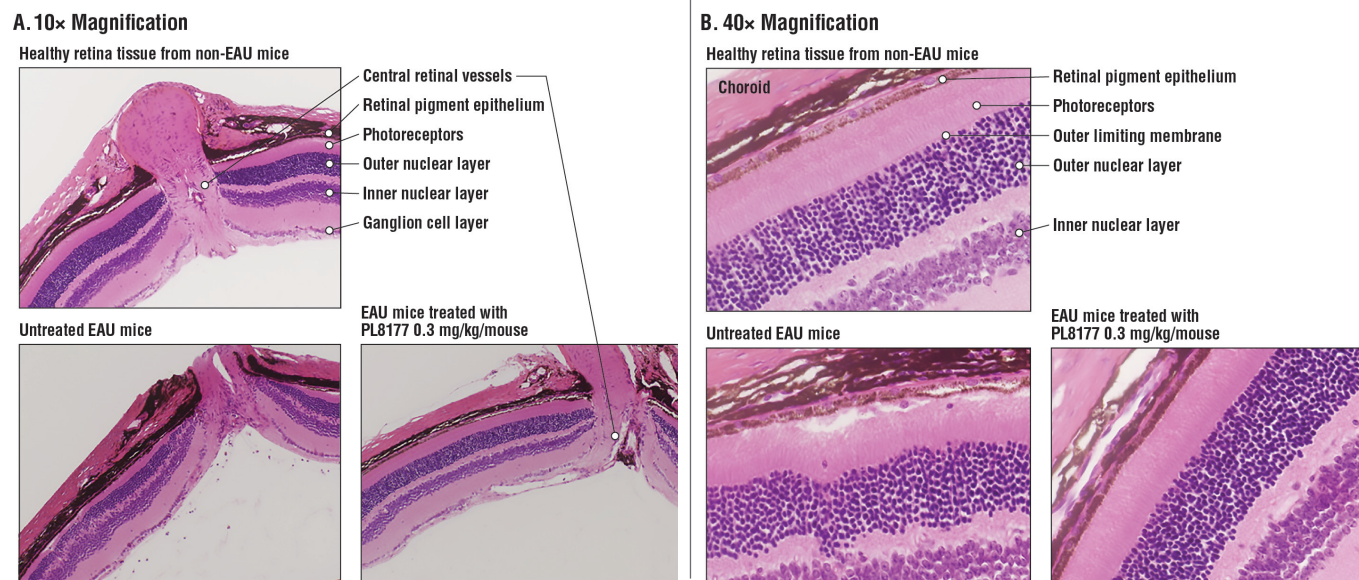 A. 10× Magnification
Healthy retina tissue from non-EAU mice
Central retinal vessels
Retinal pigment epithelium
Photoreceptors
Outer nuclear layer
Inner nuclear layer
Ganglion cell layer
Untreated EAU mice
EAU mice treated with
PL8177 0.3 mg/kg/mouse
B. 40× Magnification
Healthy retina tissue from non-EAU mice
Choroid
Retinal pigment epithelium
Photoreceptors
Outer limiting membrane
Outer nuclear layer
Inner nuclear layer
Untreated EAU mice
EAU mice treated with
PL8177 0.3 mg/kg/mouse